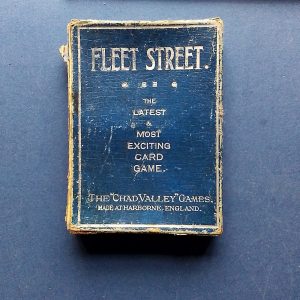 FLEET STREET.
THE
LATEST
&
MOST
EXCITING
CARD
GAME.
THE "CHAD VALLEY" GAMES.
MADE AT HARBORNE, ENGLAND.